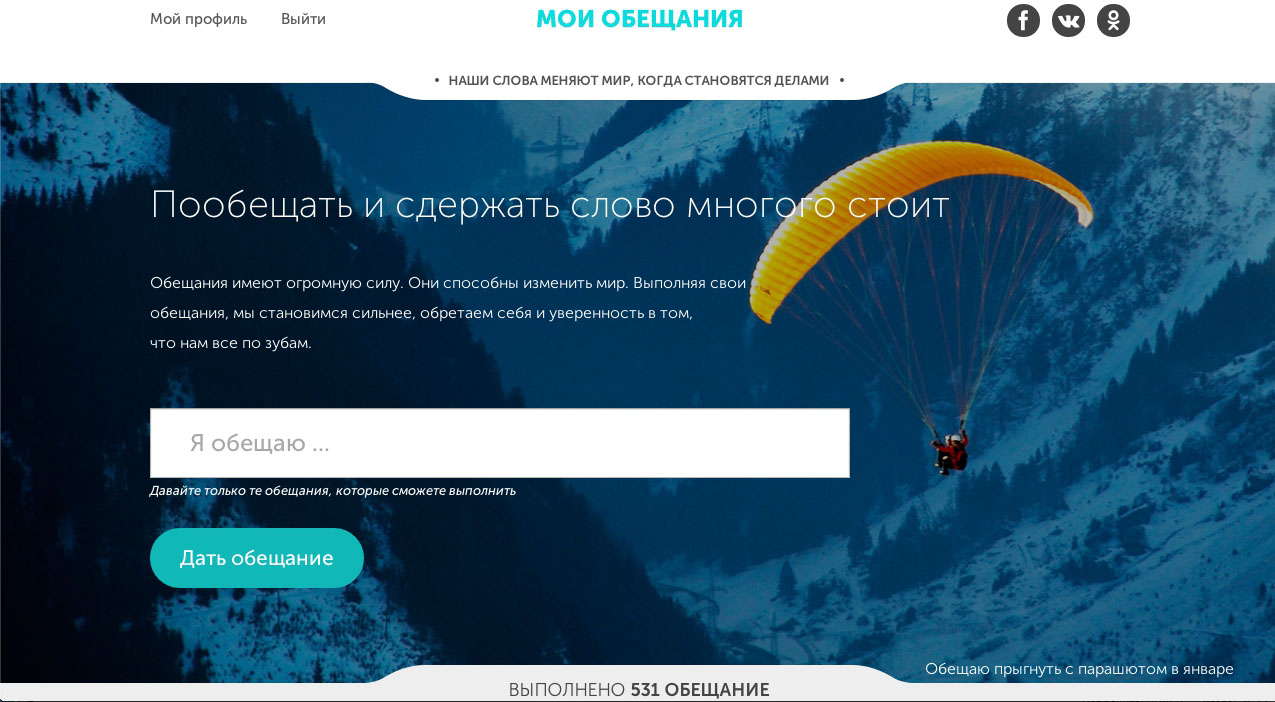 Мой профиль Выйти МОИ ОБЕЩАНИЯ
• НАШИ СЛОВА МЕНЯЮТ МИР, КОГДА СТАНОВЯТСЯ ДЕЛАМИ •
Пообещать и сдержать слово многого стоит
Обещания имеют огромную силу. Они способны изменить мир. Выполняя свои
обещания, мы становимся сильнее, обретаем себя и уверенность в том,
что нам все по зубам.
Я обещаю ...
Давайте только те обещания, которые сможете выполнить
Дать обещание
Обещаю прыгнуть с парашютом в январе
ВЫПОЛНЕНО 531 ОБЕЩАНИЕ